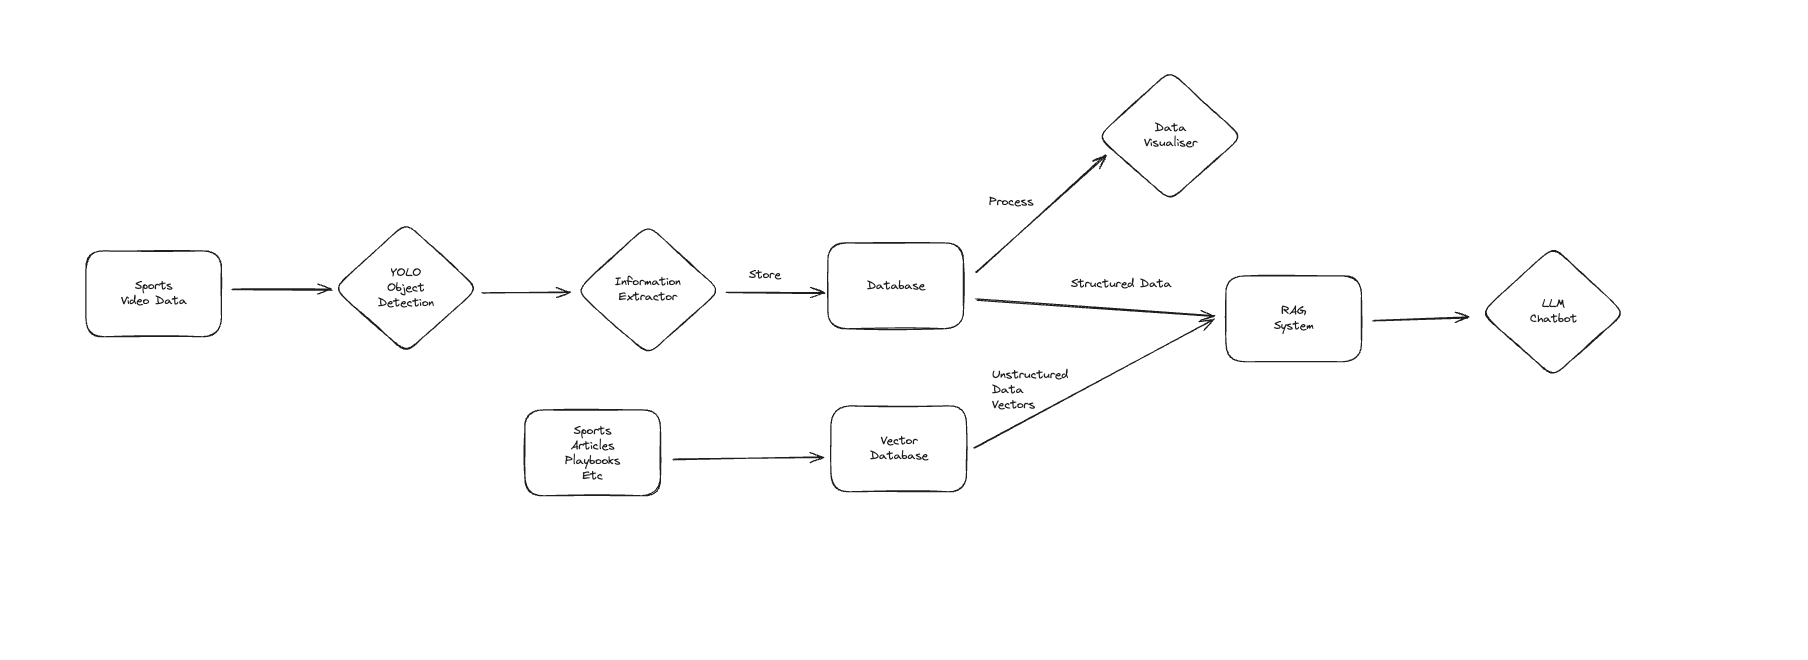 Data
Visualiser
Process
Sports
Video Data
YOLO
Object
Detection
Information
Extractor
Store
Database
Structured Data
RAG
System
LLM
Chatbot
Unstructured
Data
Vectors
Sports
Articles
Playbooks
Etc
Vector
Database